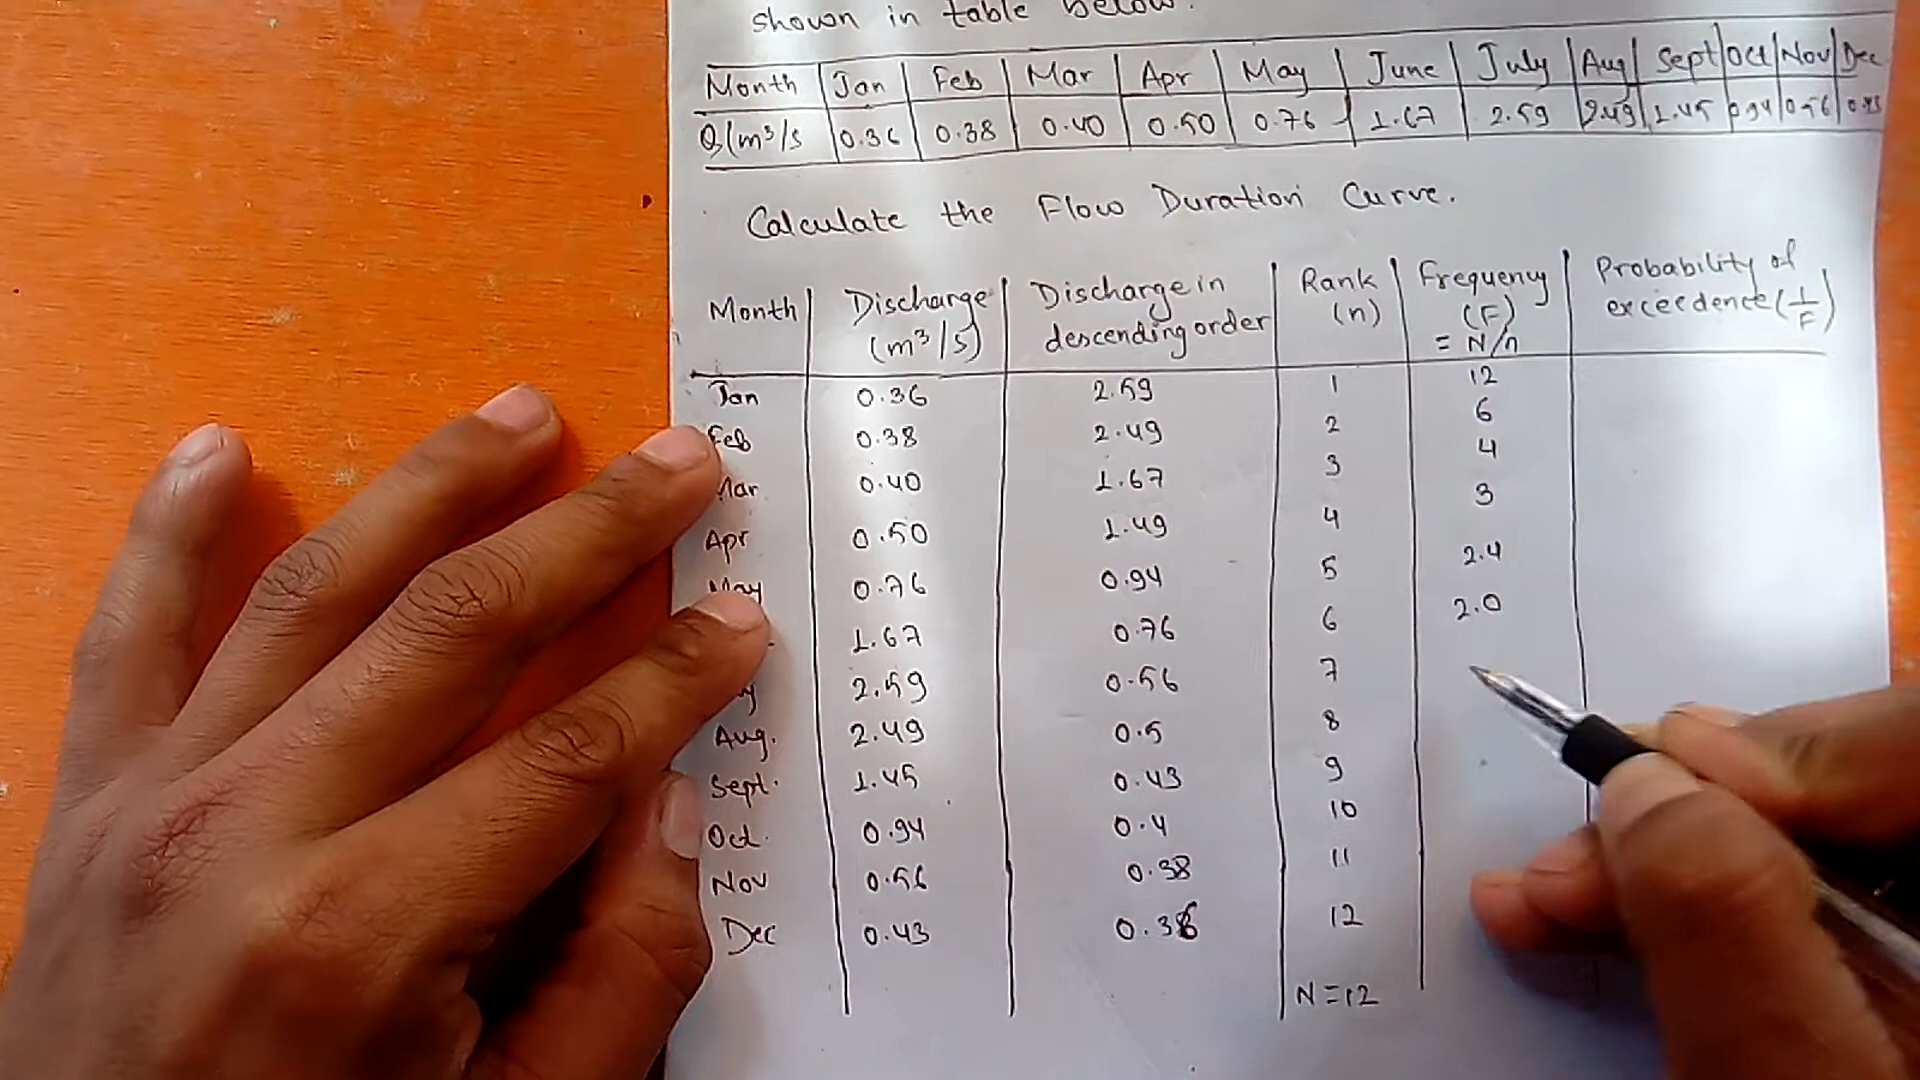 shown in table below.
Month Jan Feb Mar Apr May June July Aug Sept Oct Nov Dec
Q(m³/s 0.36 0.38 0.40 0.50 0.76 1.67 2.59 2.49 1.45 0.94 0.56 0.43
Calculate the Flow Duration Curve.
Month Discharge (m³/s) Discharge in descending order Rank (n) Frequency (F) = N/n Probability of exceedence (1/F)
Jan 0.36 2.59 1 12
Feb 0.38 2.49 2 6
Mar 0.40 1.67 3 4
Apr 0.50 1.49 4 3
May 0.76 0.94 5 2.4
1.67 0.76 6 2.0
2.59 0.56 7
Aug. 2.49 0.5 8
Sept. 1.45 0.43 9
Oct. 0.94 0.4 10
Nov 0.56 0.38 11
Dec 0.43 0.36 12
N=12